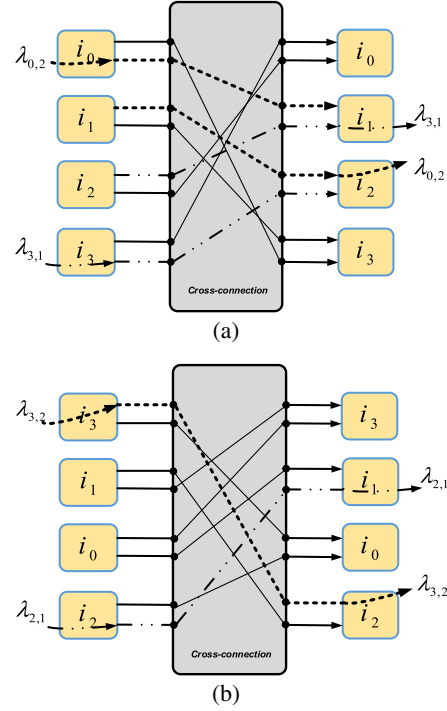 i₀ i₀
λ₀,₂
i₁ i₁ λ₃,₁
i₂ i₂ λ₀,₂
λ₃,₁ i₃ i₃
Cross-connection
(a)
λ₃,₂ i₃ i₃
i₁ i₁ λ₂,₁
i₀ i₀
λ₂,₁ i₂ i₂ λ₃,₂
Cross-connection
(b)